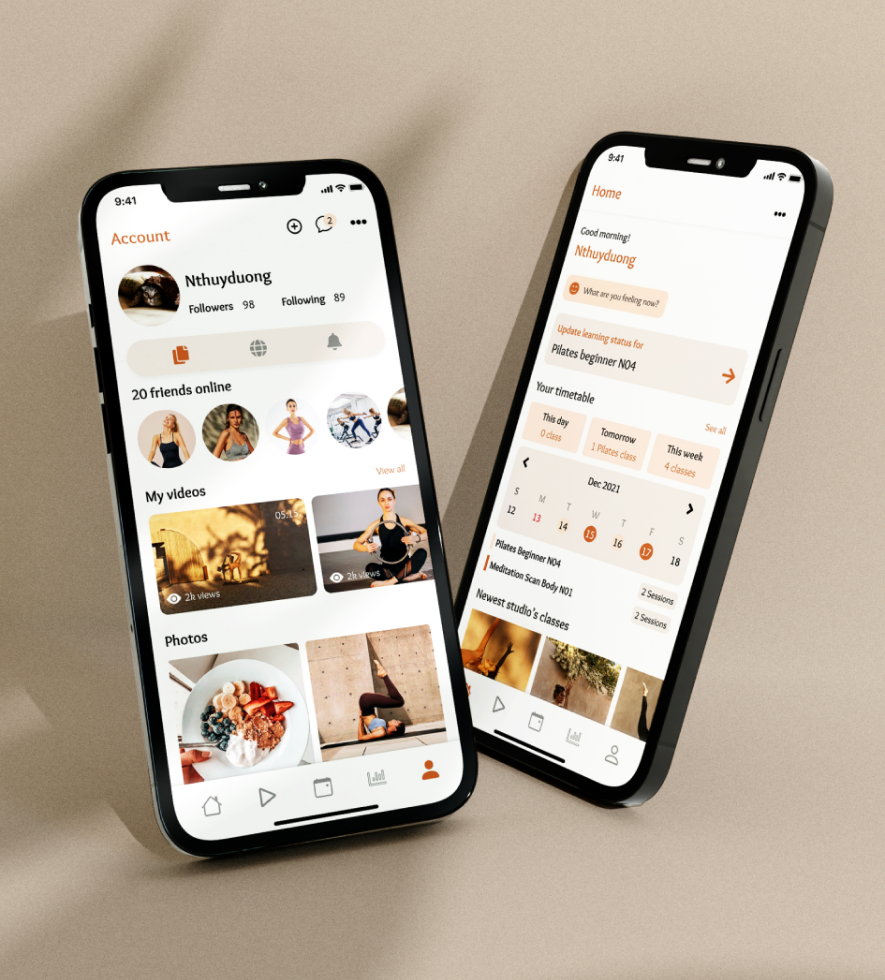 9:41
Account
2
Nthuyduong
Followers 98 Following 89
20 friends online
View all
My videos
05:15
2k views
2k views
Photos
9:41
Home
Good morning!
Nthuyduong
What are you feeling now?
Update learning status for
Pilates beginner N04
Your timetable
See all
This day
0 class
Tomorrow
1 Pilates class
This week
4 classes
Dec 2021
S M T W T F S
12 13 14 15 16 17 18
Pilates Beginner N04
2 Sessions
Meditation Scan Body N01
2 Sessions
Newest studio's classes